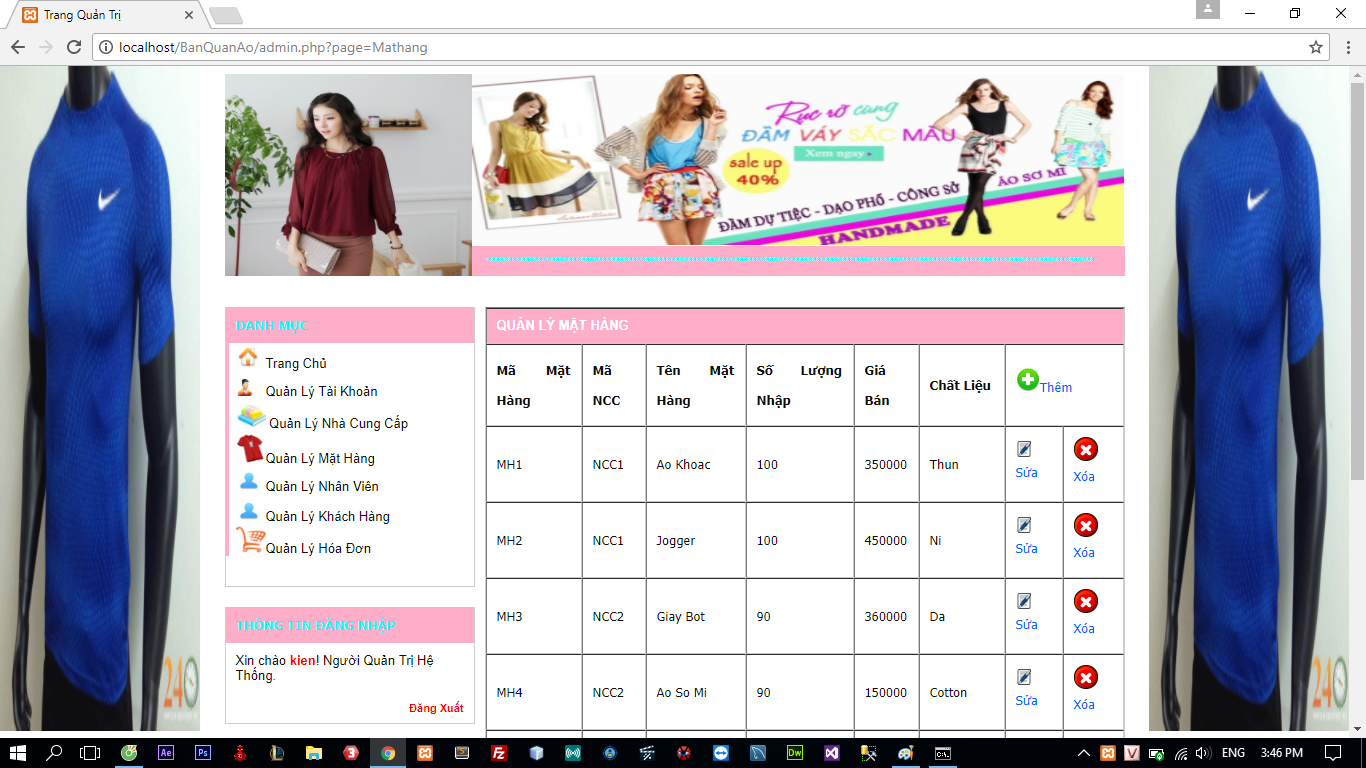 Trang Quản Trị
localhost/BanQuanAo/admin.php?page=Mathang
Rực rỡ cùng
ĐẦM VÁY SẮC MÀU
Xem ngay
sale up
40%
ĐẦM DỰ TIỆC - DẠO PHỐ - CÔNG SỞ
ÁO SƠ MI
HANDMADE
DANH MỤC
Trang Chủ
Quản Lý Tài Khoản
Quản Lý Nhà Cung Cấp
Quản Lý Mặt Hàng
Quản Lý Nhân Viên
Quản Lý Khách Hàng
Quản Lý Hóa Đơn
THÔNG TIN ĐĂNG NHẬP
Xin chào kien! Người Quản Trị Hệ
Thống.
Đăng Xuất
QUẢN LÝ MẶT HÀNG
Mã Mặt Hàng Mã NCC Tên Mặt Hàng Số Lượng Nhập Giá Bán Chất Liệu Thêm
MH1 NCC1 Ao Khoac 100 350000 Thun Sửa Xóa
MH2 NCC1 Jogger 100 450000 Ni Sửa Xóa
MH3 NCC2 Giay Bot 90 360000 Da Sửa Xóa
MH4 NCC2 Ao So Mi 90 150000 Cotton Sửa Xóa
24
ENG 3:46 PM